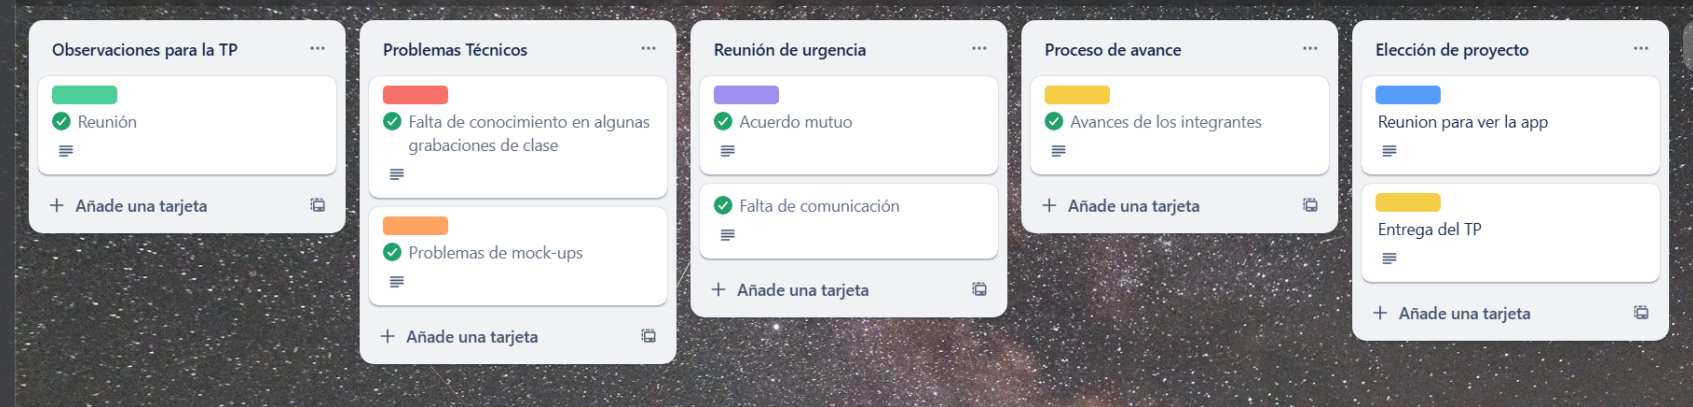 Observaciones para la TP
Reunión
Añade una tarjeta
Problemas Técnicos
Falta de conocimiento en algunas
grabaciones de clase
Problemas de mock-ups
Añade una tarjeta
Reunión de urgencia
Acuerdo mutuo
Falta de comunicación
Añade una tarjeta
Proceso de avance
Avances de los integrantes
Añade una tarjeta
Elección de proyecto
Reunion para ver la app
Entrega del TP
Añade una tarjeta